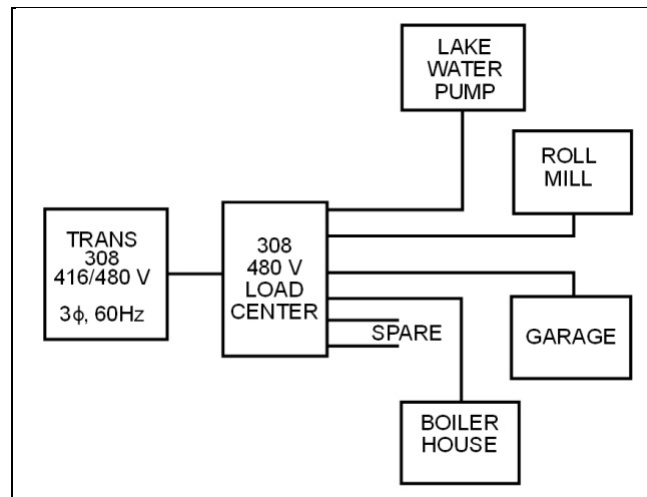 LAKE
WATER
PUMP
ROLL
MILL
TRANS
308
416/480 V
3ϕ, 60Hz
308
480 V
LOAD
CENTER
SPARE
GARAGE
BOILER
HOUSE